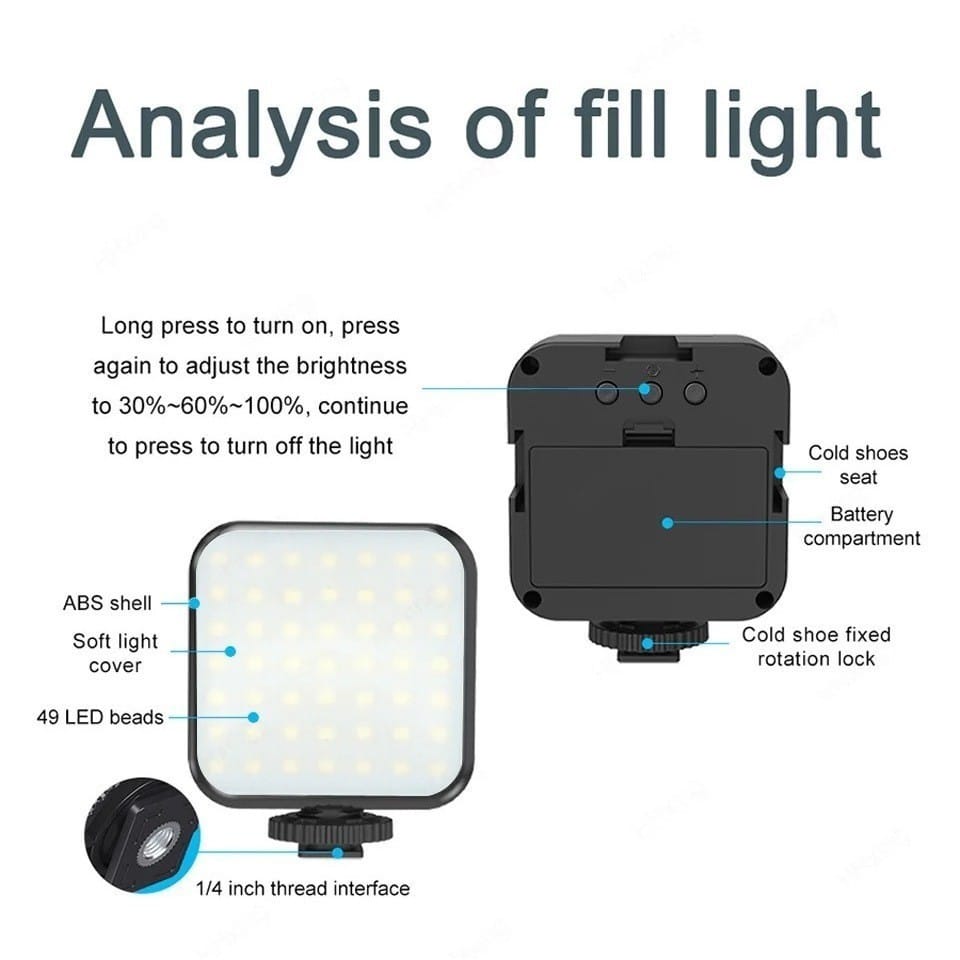 Analysis of fill light
Long press to turn on, press
again to adjust the brightness
to 30%~60%~100%, continue
to press to turn off the light
Cold shoes
seat
Battery
compartment
ABS shell
Soft light
cover
Cold shoe fixed
rotation lock
49 LED beads
1/4 inch thread interface